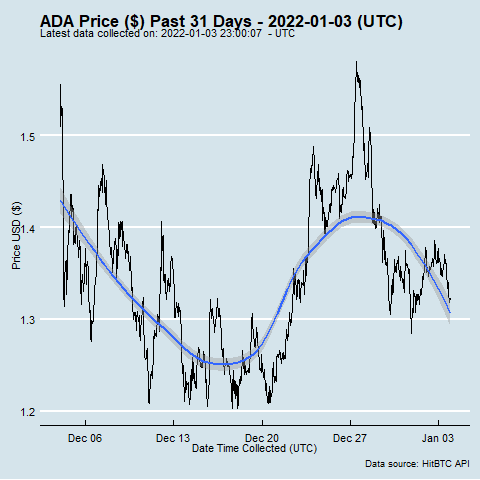 ADA Price ($) Past 31 Days - 2022-01-03 (UTC)
Latest data collected on: 2022-01-03 23:00:07 - UTC
Price USD ($)
1.5
1.4
1.3
1.2
Dec 06 Dec 13 Dec 20 Dec 27 Jan 03
Date Time Collected (UTC)
Data source: HitBTC API